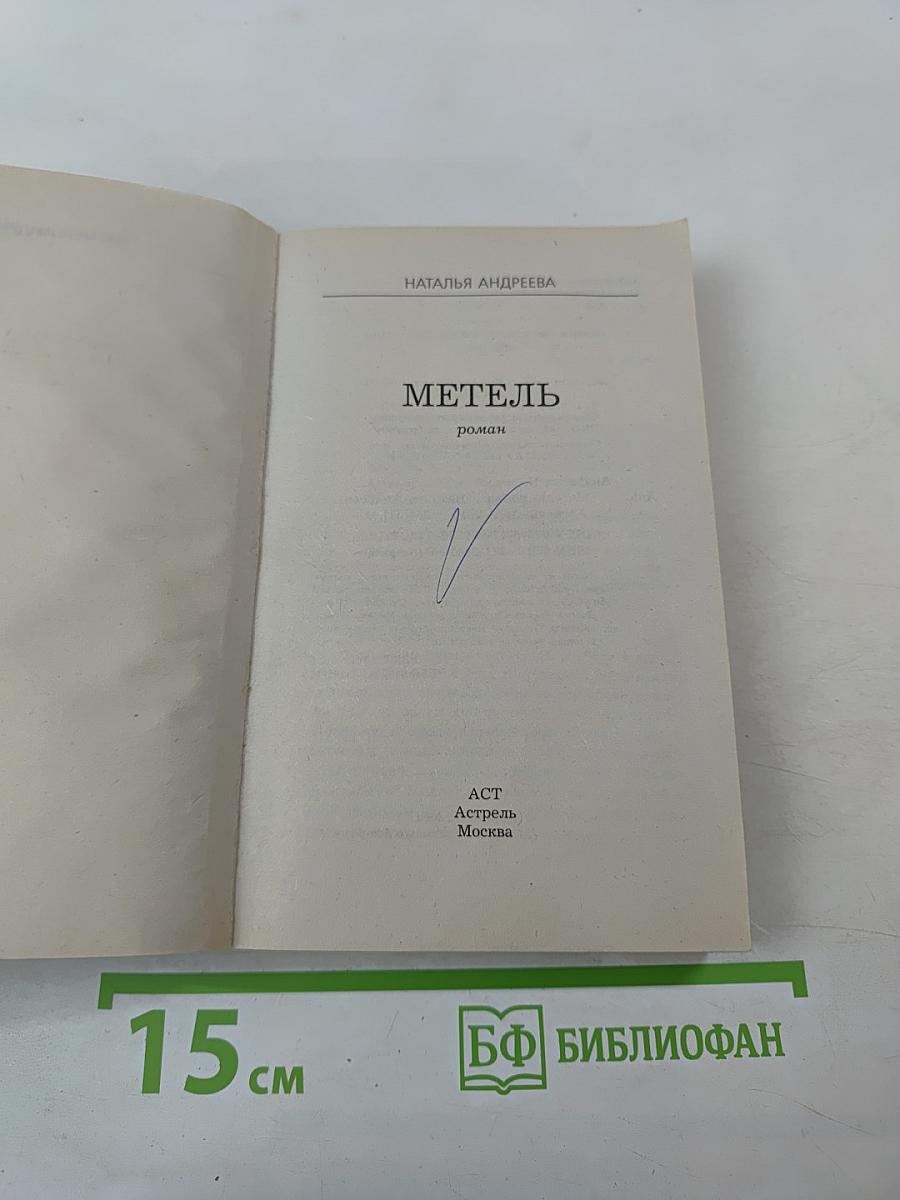 НАТАЛЬЯ АНДРЕЕВА
МЕТЕЛЬ
роман
АСТ
Астрель
Москва
15 см
БФ БИБЛИОФАН